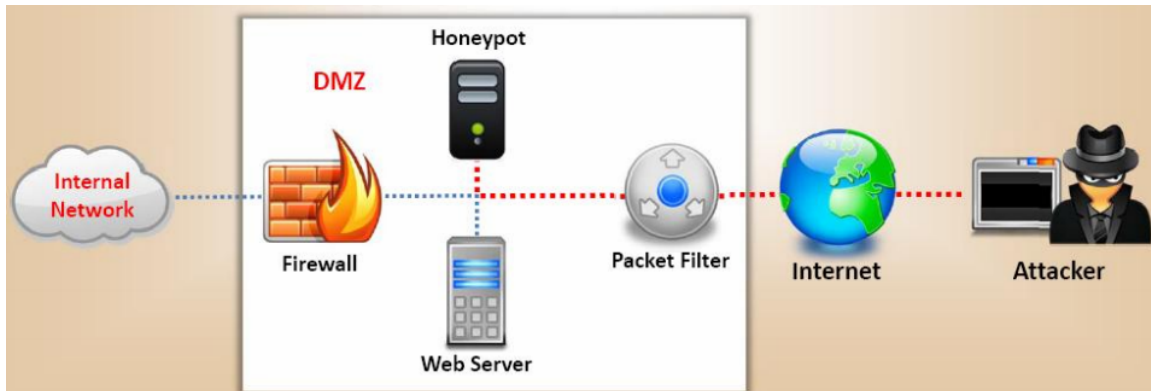 Honeypot
DMZ
Internal
Network
Firewall
Packet Filter
Internet
Attacker
Web Server